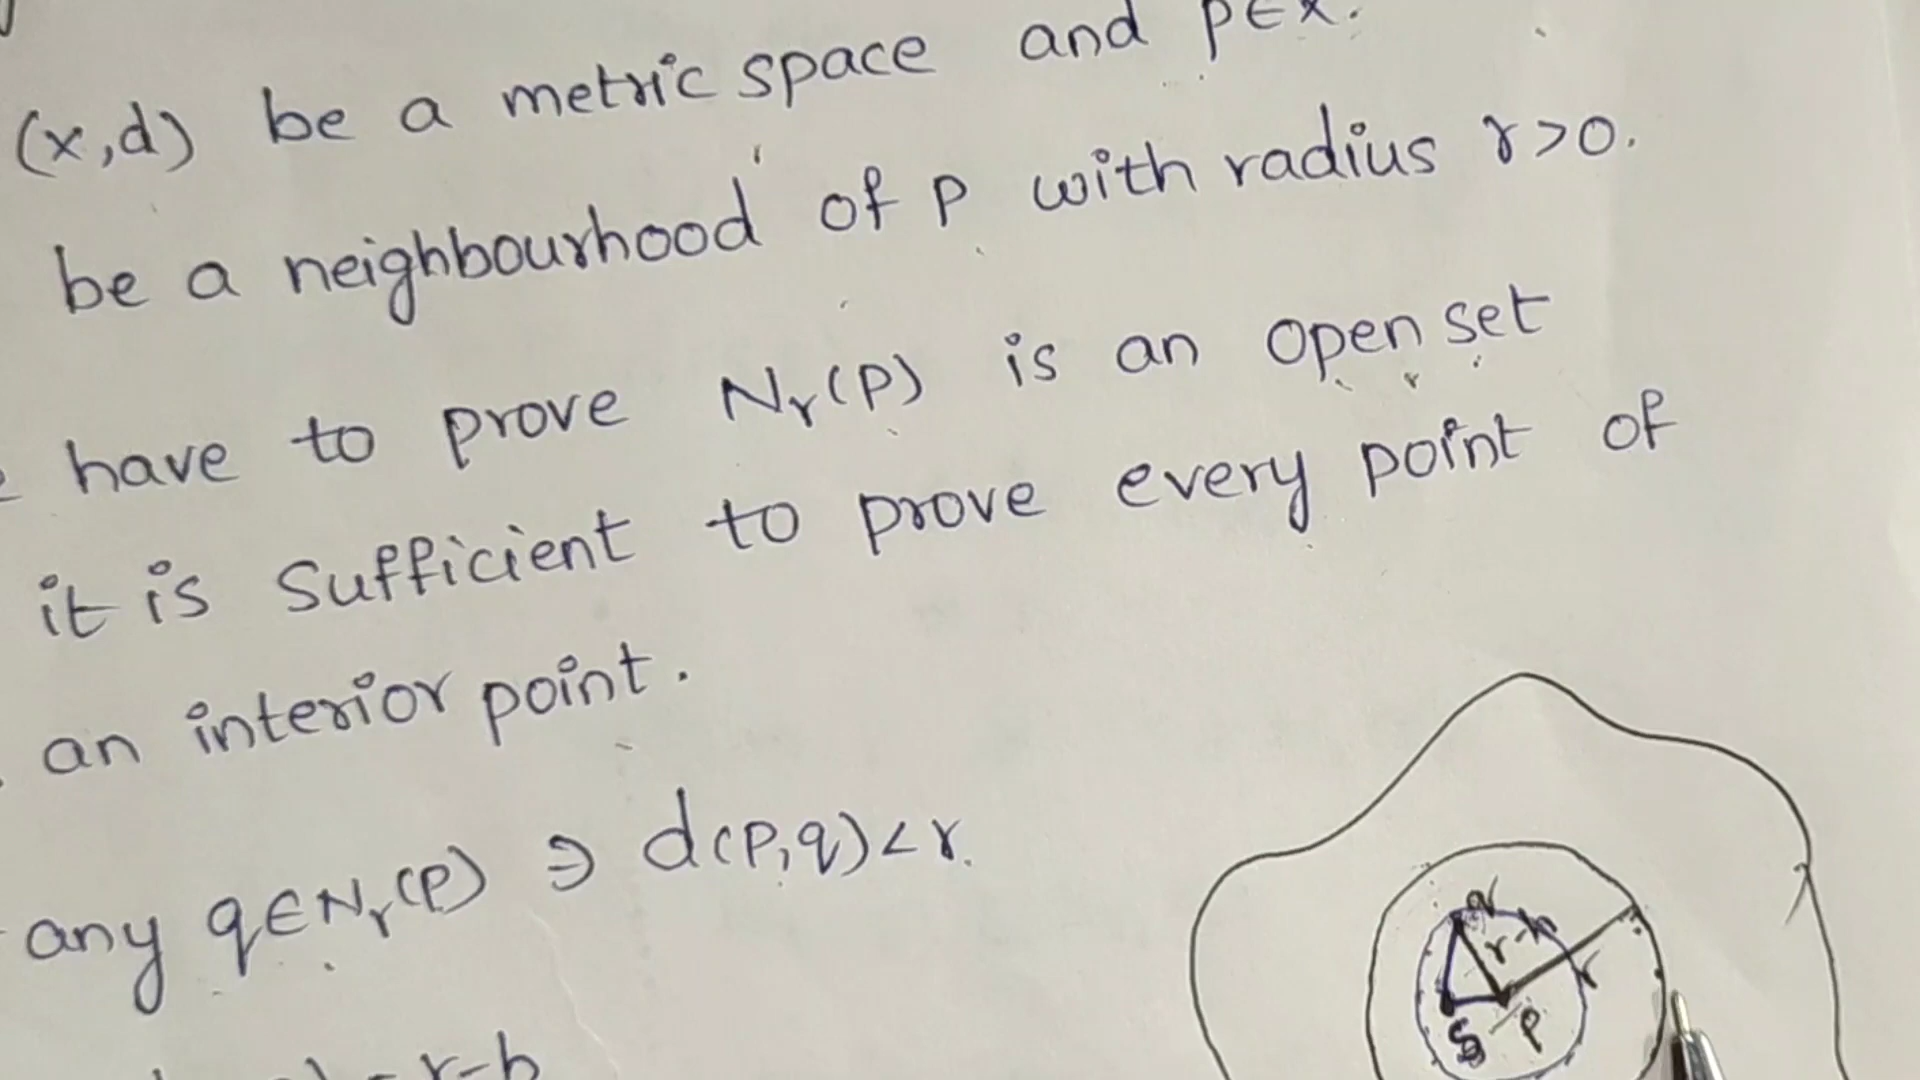 (x,d) be a metric space and p∈x.
be a neighbourhood of P with radius r>0.
have to prove Nr(P) is an open set
it is sufficient to prove every point of
an interior point.
any q∈Nr(P) ∋ d(P,q)<r.
r-h
q
r-h
r
S
P